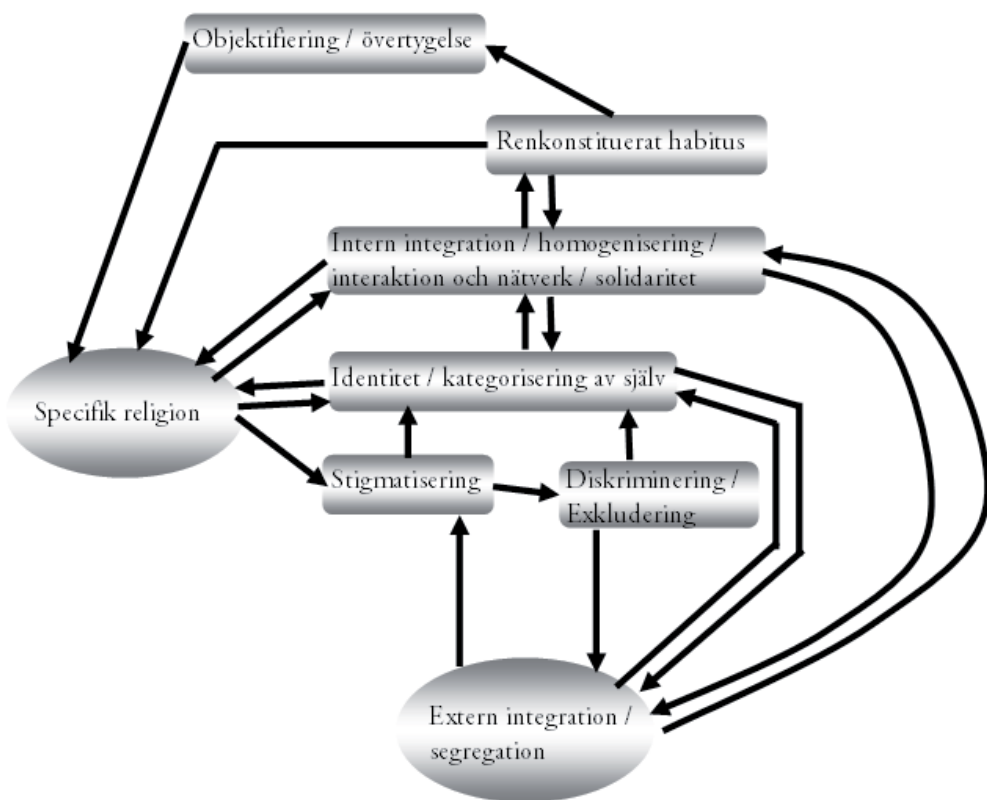 Objektifiering / övertygelse
Renkonstituerat habitus
Intern integration / homogenisering /
interaktion och nätverk / solidaritet
Identitet / kategorisering av själv
Specifik religion
Stigmatisering
Diskriminering /
Exkludering
Extern integration /
segregation